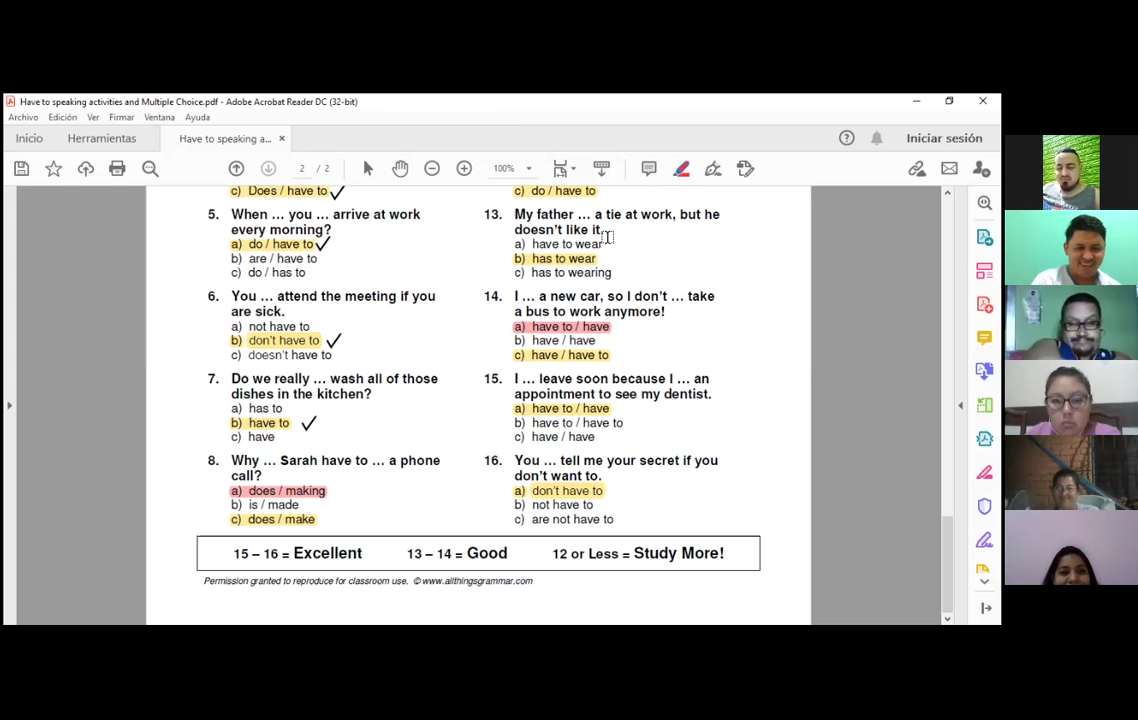 Have to speaking activities and Multiple Choice.pdf - Adobe Acrobat Reader DC (32-bit)
Archivo Edición Ver Firmar Ventana Ayuda
Inicio Herramientas Have to speaking a... Iniciar sesión
2 / 2 100%
c) Does / have to
5. When ... you ... arrive at work
every morning?
a) do / have to
b) are / have to
c) do / has to
6. You ... attend the meeting if you
are sick.
a) not have to
b) don't have to
c) doesn't have to
7. Do we really ... wash all of those
dishes in the kitchen?
a) has to
b) have to
c) have
8. Why ... Sarah have to ... a phone
call?
a) does / making
b) is / made
c) does / make
c) do / have to
13. My father ... a tie at work, but he
doesn't like it.
a) have to wear
b) has to wear
c) has to wearing
14. I ... a new car, so I don't ... take
a bus to work anymore!
a) have to / have
b) have / have
c) have / have to
15. I ... leave soon because I ... an
appointment to see my dentist.
a) have to / have
b) have to / have to
c) have / have
16. You ... tell me your secret if you
don't want to.
a) don't have to
b) not have to
c) are not have to
15 – 16 = Excellent 13 – 14 = Good 12 or Less = Study More!
Permission granted to reproduce for classroom use. © www.allthingsgrammar.com